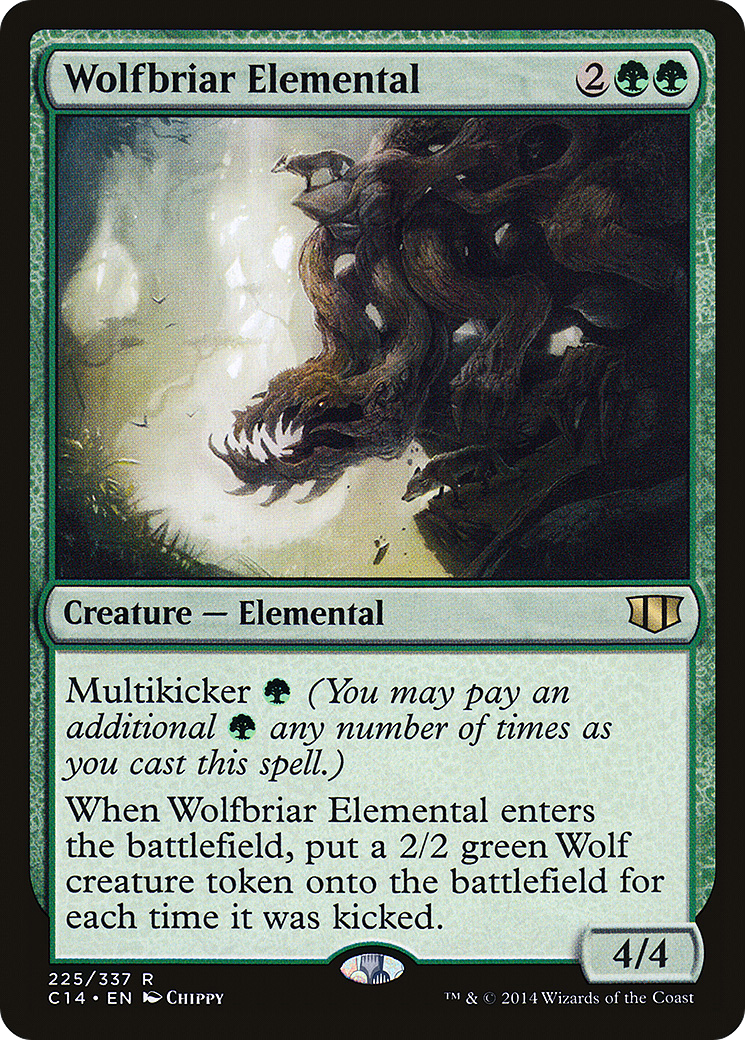 Wolfbriar Elemental 2
Creature — Elemental
Multikicker (You may pay an
additional any number of times as
you cast this spell.)
When Wolfbriar Elemental enters
the battlefield, put a 2/2 green Wolf
creature token onto the battlefield for
each time it was kicked.
4/4
225/337 R
C14 • EN Chippy
™ & © 2014 Wizards of the Coast